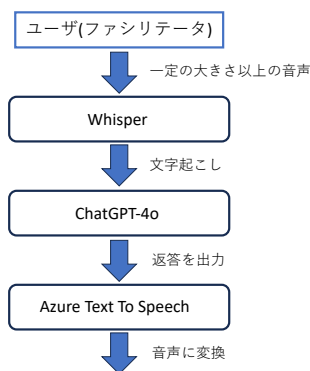 ユーザ(ファシリテータ)
一定の大きさ以上の音声
Whisper
文字起こし
ChatGPT-4o
返答を出力
Azure Text To Speech
音声に変換